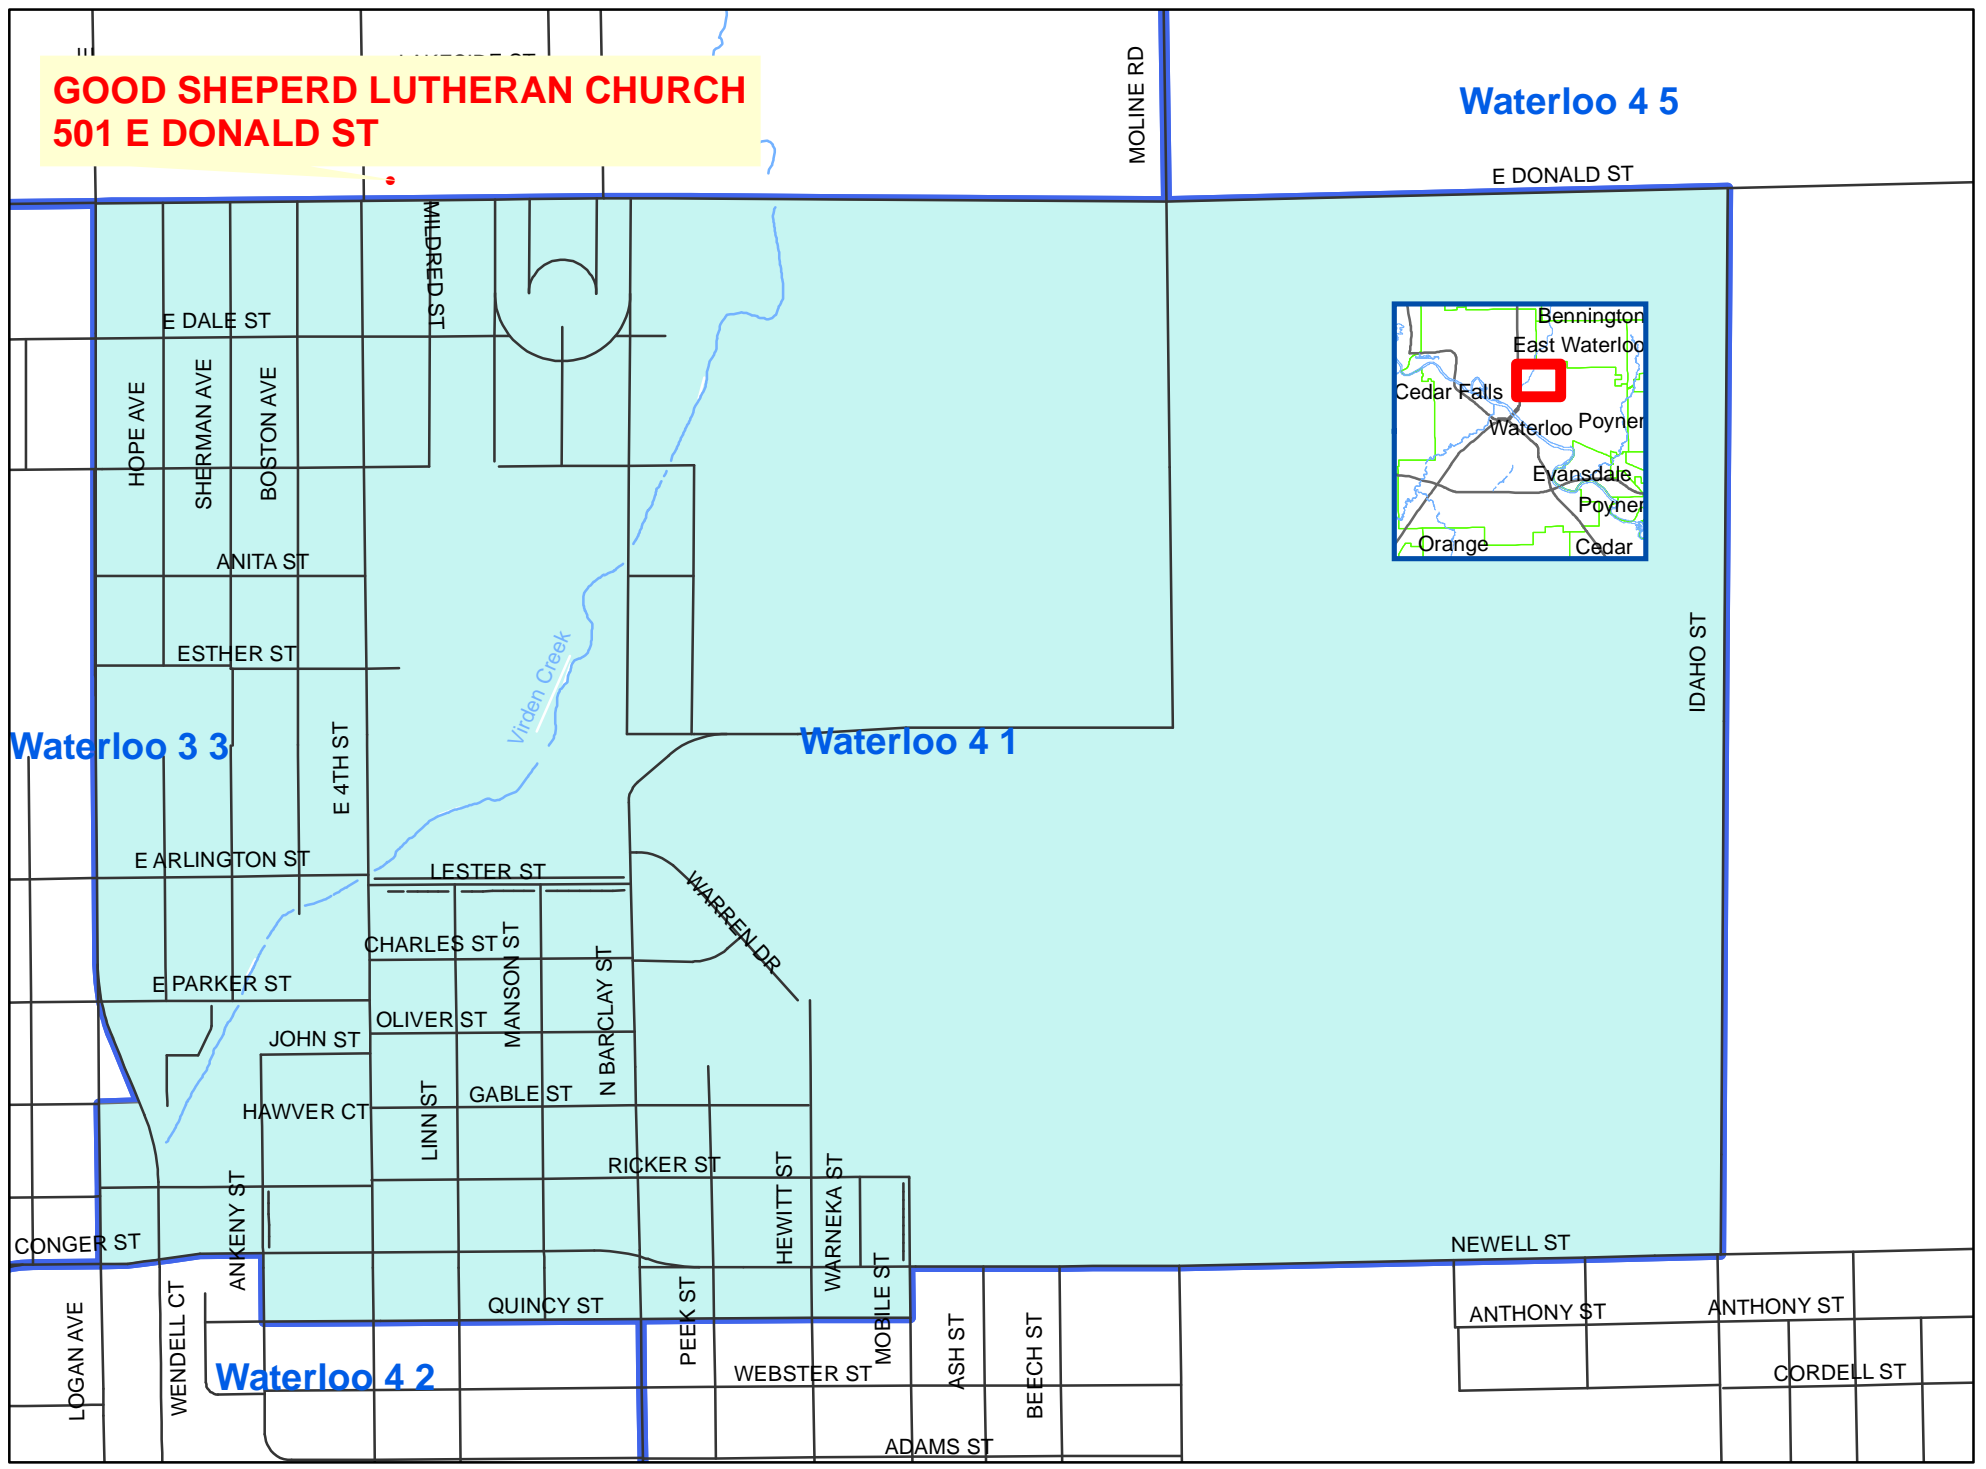 GOOD SHEPERD LUTHERAN CHURCH
501 E DONALD ST
MOLINE RD
Waterloo 4 5
E DONALD ST
MILDRED ST
E DALE ST
HOPE AVE
SHERMAN AVE
BOSTON AVE
Bennington
East Waterloo
Cedar Falls
Waterloo
Poyner
Evansdale
Poyner
Orange
Cedar
ANITA ST
ESTHER ST
Virden Creek
IDAHO ST
Waterloo 3 3
E 4TH ST
Waterloo 4 1
E ARLINGTON ST
LESTER ST
WARREN DR
CHARLES ST
MANSON ST
N BARCLAY ST
E PARKER ST
OLIVER ST
JOHN ST
GABLE ST
HAWVER CT
LINN ST
RICKER ST
HEWITT ST
WARNEKA ST
ANKENY ST
CONGER ST
NEWELL ST
QUINCY ST
PEEK ST
MOBILE ST
ASH ST
BEECH ST
ANTHONY ST
ANTHONY ST
LOGAN AVE
WENDELL CT
Waterloo 4 2
WEBSTER ST
CORDELL ST
ADAMS ST